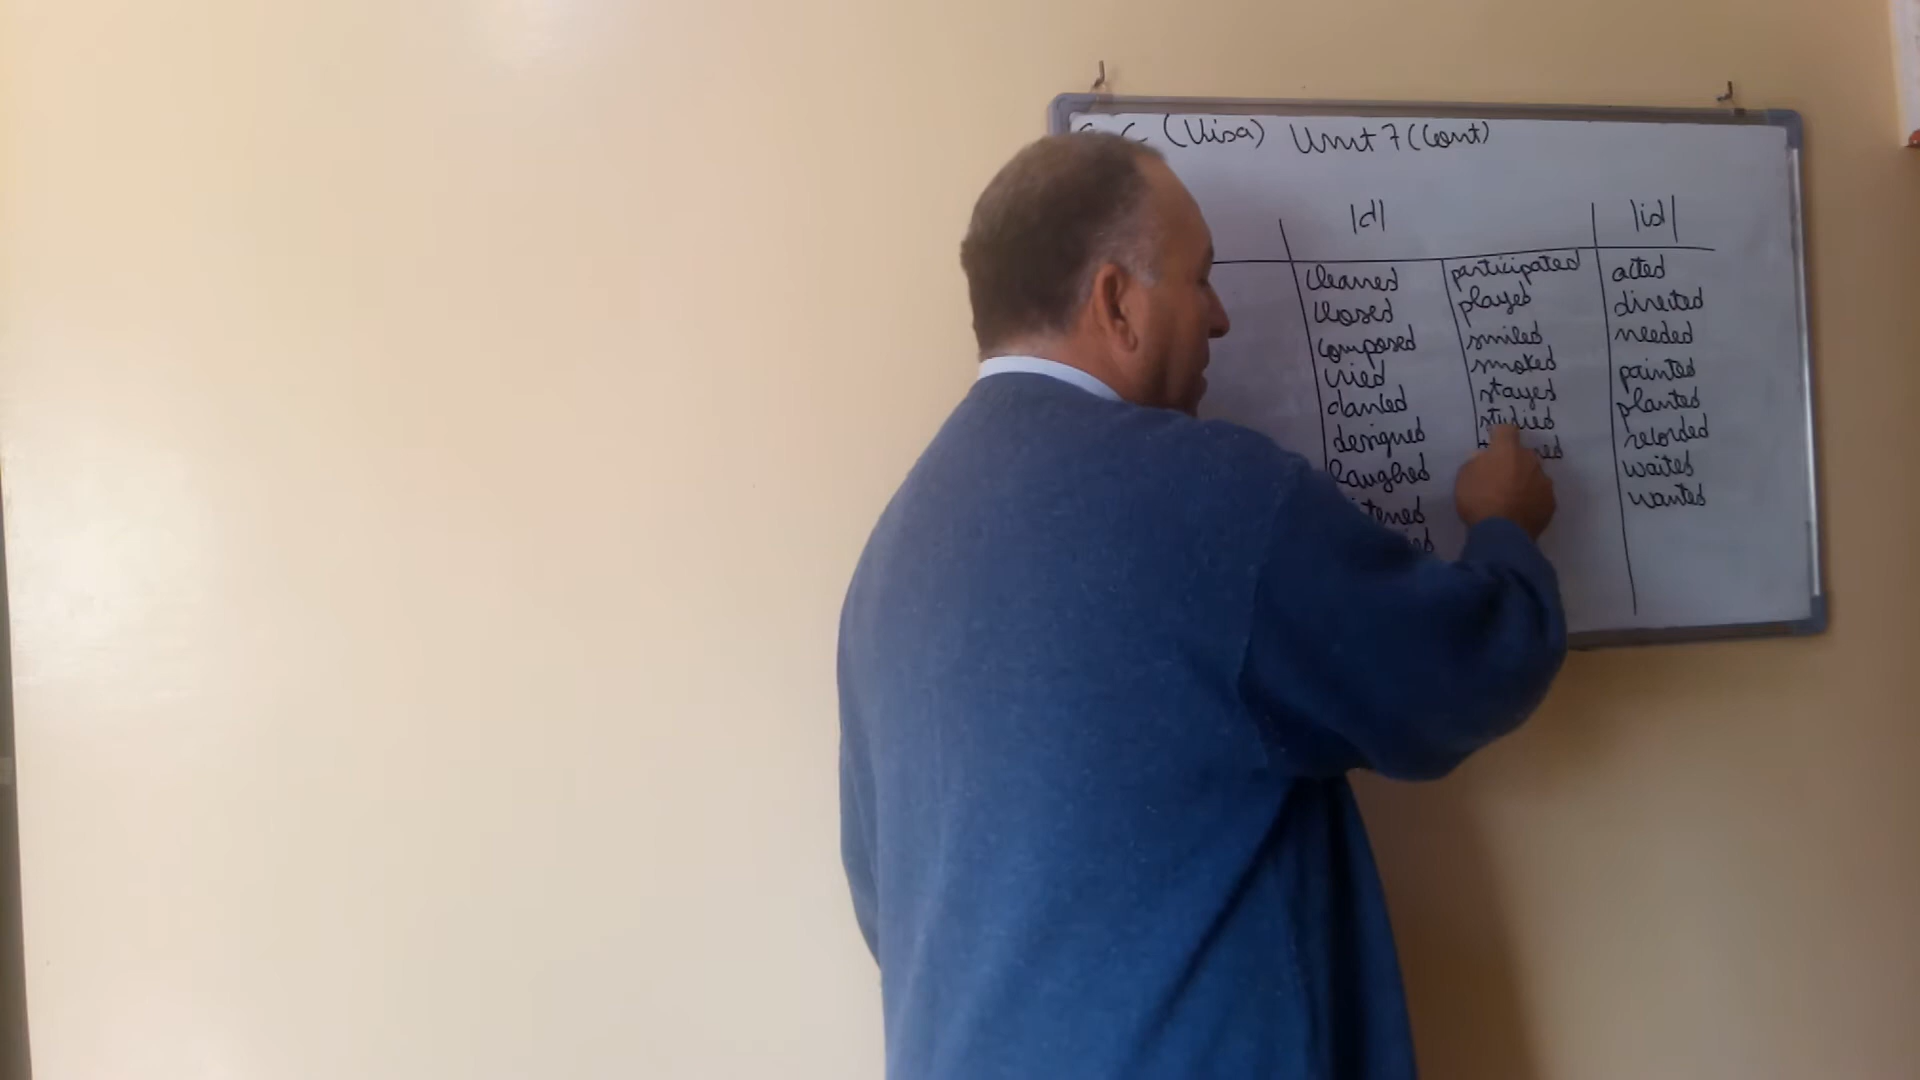 (Visa) Unit 7 (Cont)
/d/ /id/
cleaned participated acted
closed played directed
composed smiled needed
cried smoked painted
danced stayed planted
designed studied recorded
laughed waited
wanted